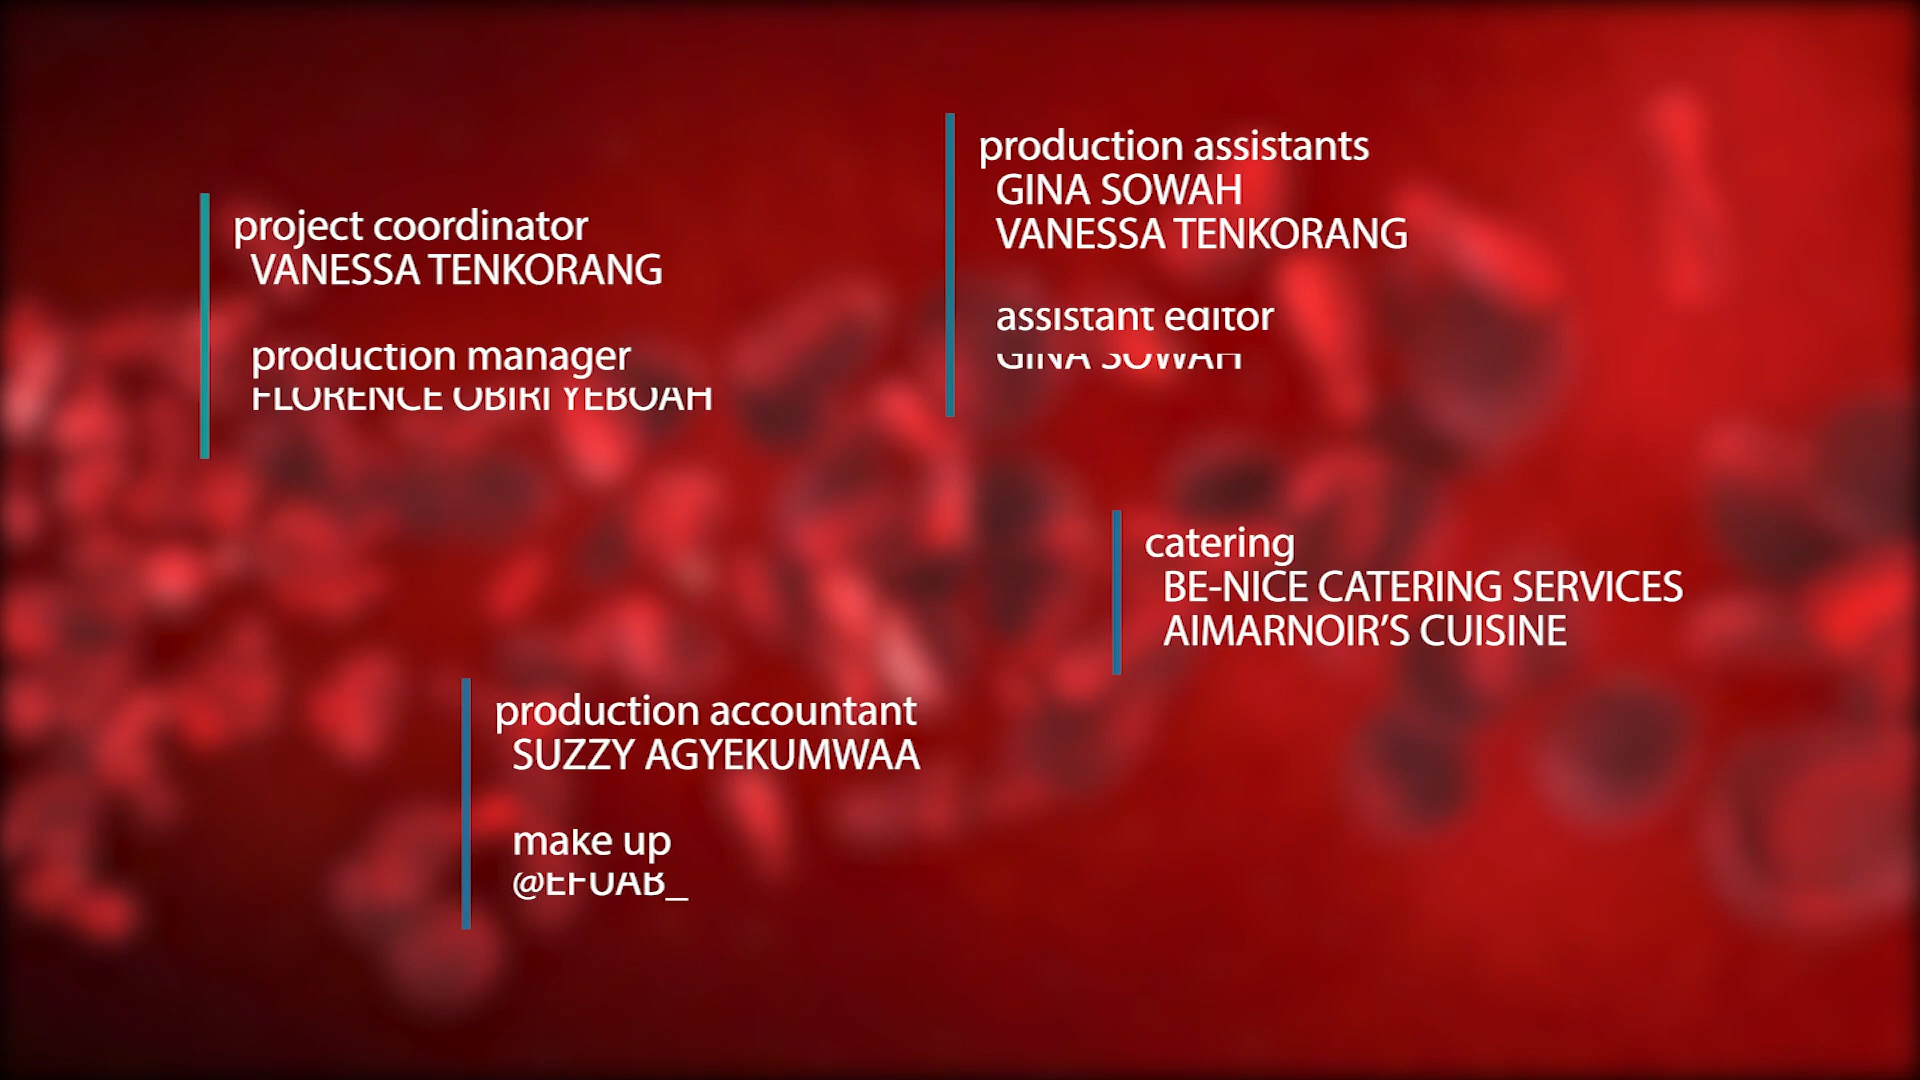 project coordinator
VANESSA TENKORANG
production manager
FLORENCE OBIRI YEBOAH
production assistants
GINA SOWAH
VANESSA TENKORANG
assistant editor
GINA SOWAH
catering
BE-NICE CATERING SERVICES
AIMARNOIR’S CUISINE
production accountant
SUZZY AGYEKUMWAA
make up
@EFUAB_